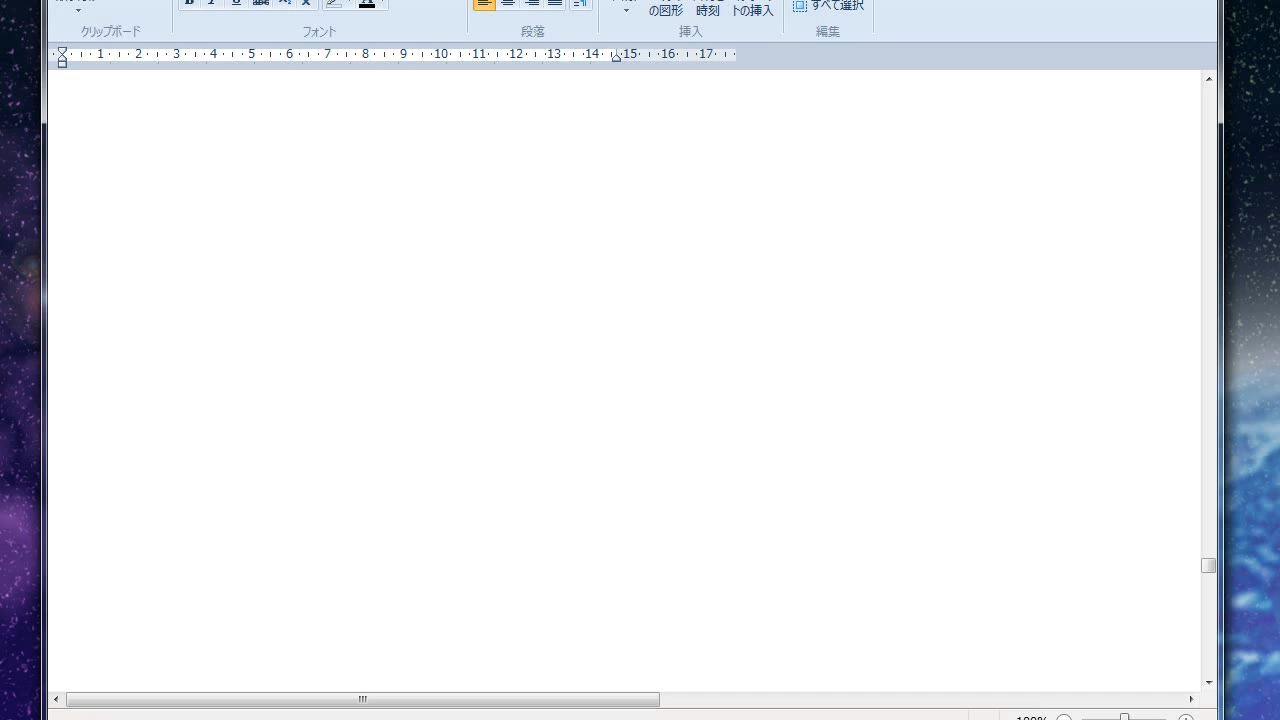 B I U abc X₂ X A
の図形 時刻 トの挿入 すべて選択
クリップボード フォント 段落 挿入 編集
1 2 3 4 5 6 7 8 9 10 11 12 13 14 15 16 17